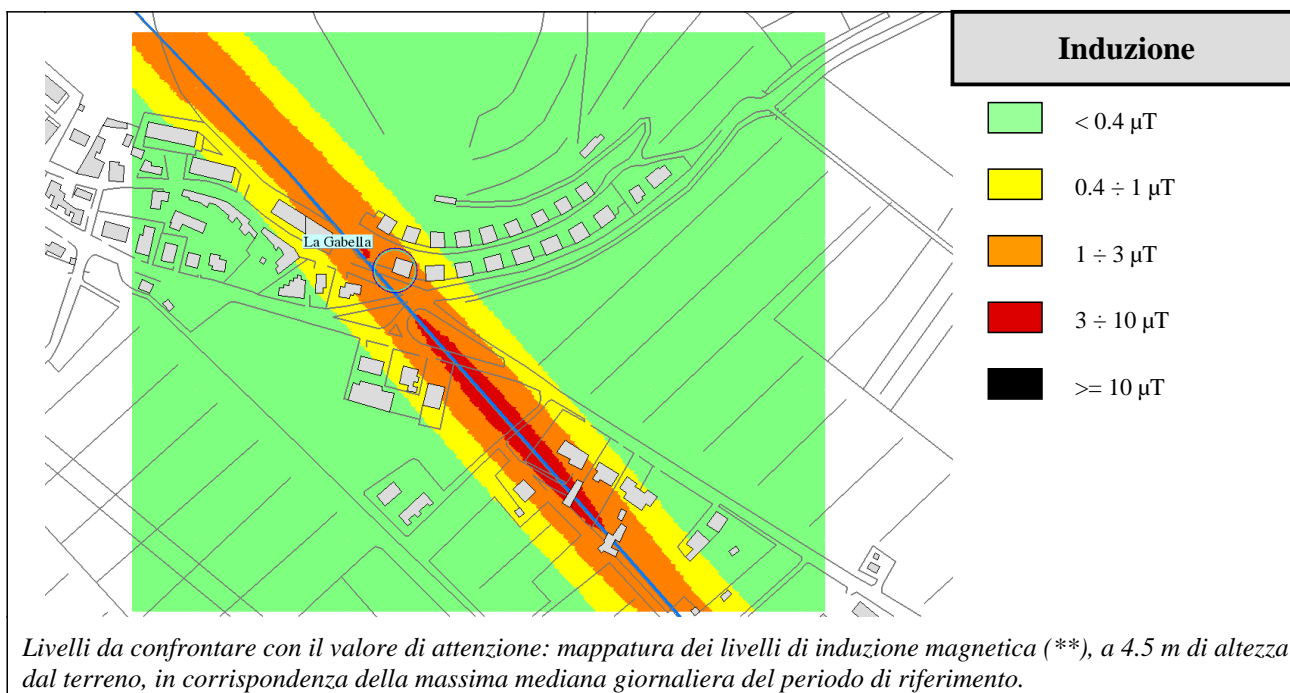 Induzione
< 0.4 µT
0.4 ÷ 1 µT
1 ÷ 3 µT
3 ÷ 10 µT
>= 10 µT
La Gabella
Livelli da confrontare con il valore di attenzione: mappatura dei livelli di induzione magnetica (**), a 4.5 m di altezza
dal terreno, in corrispondenza della massima mediana giornaliera del periodo di riferimento.